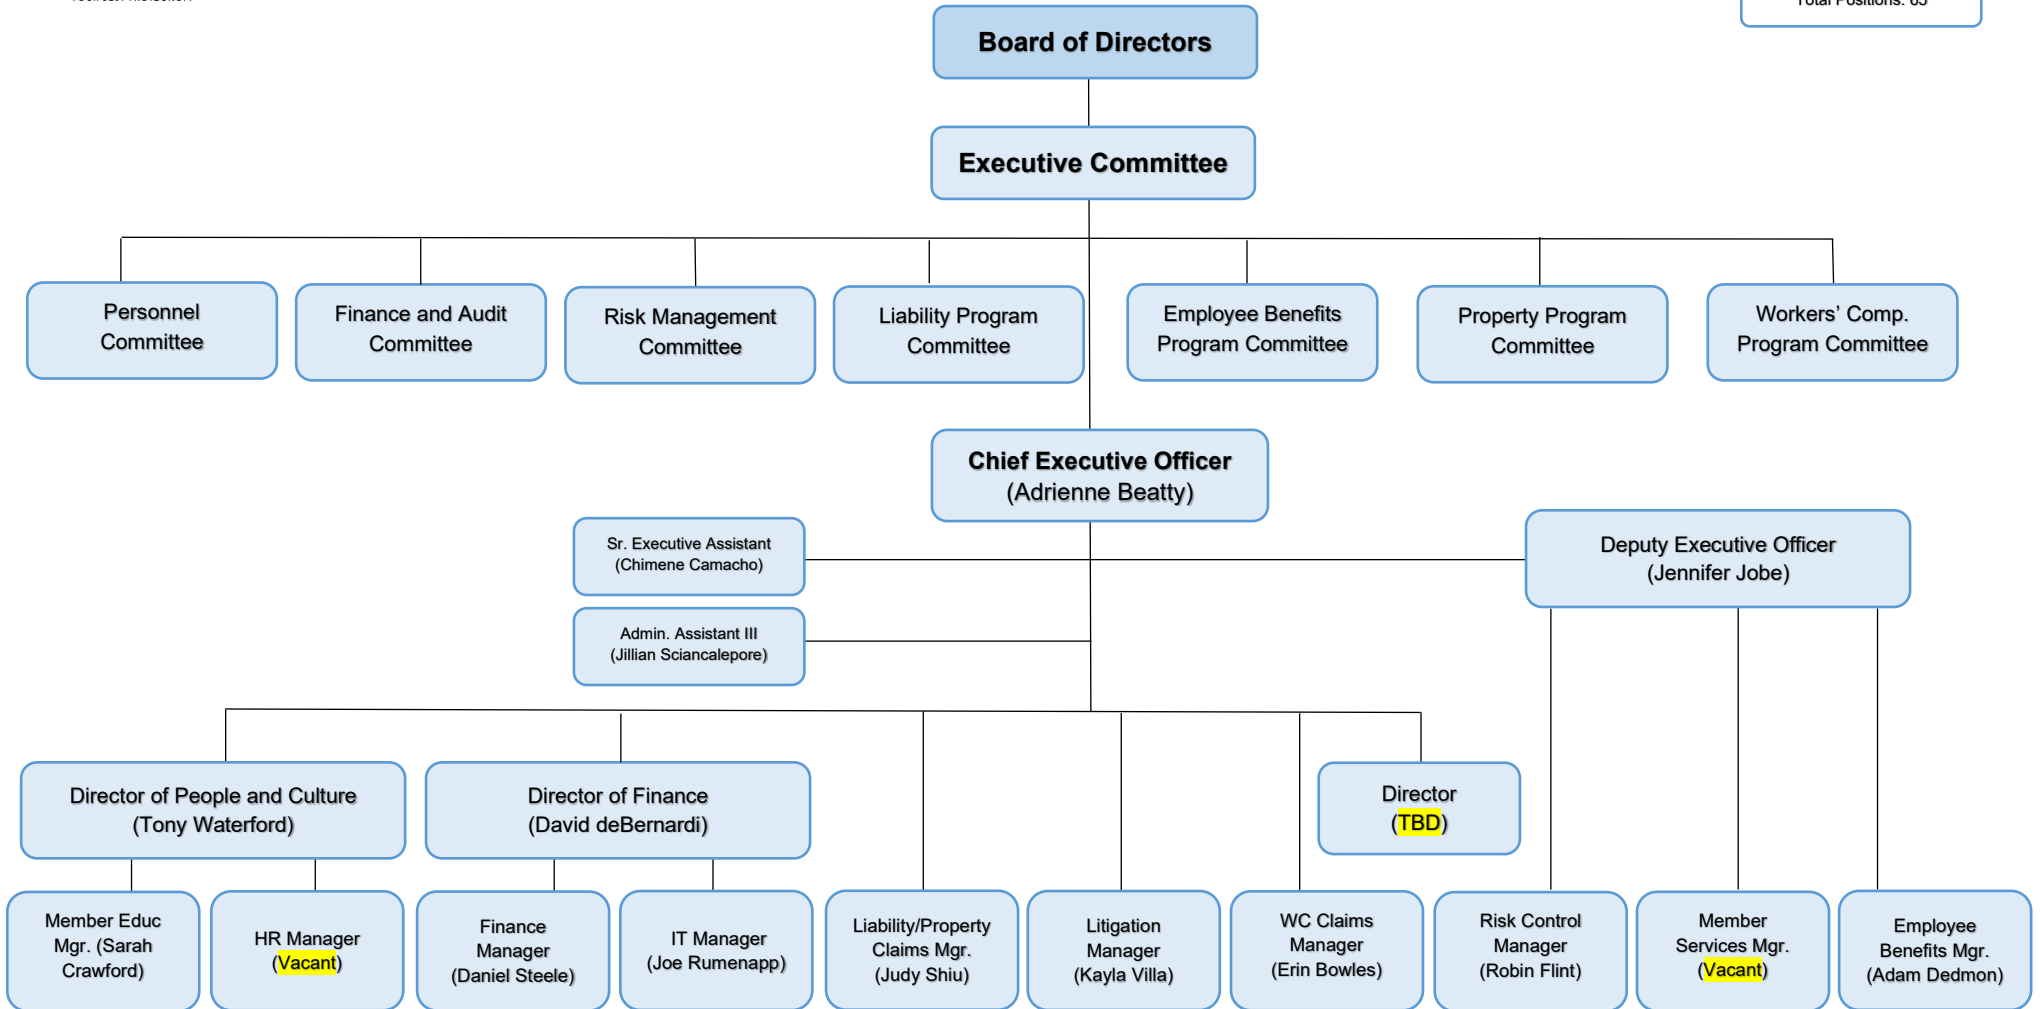 Total Positions: 65
Board of Directors
Executive Committee
Personnel
Committee
Finance and Audit
Committee
Risk Management
Committee
Liability Program
Committee
Employee Benefits
Program Committee
Property Program
Committee
Workers’ Comp.
Program Committee
Chief Executive Officer
(Adrienne Beatty)
Sr. Executive Assistant
(Chimene Camacho)
Deputy Executive Officer
(Jennifer Jobe)
Admin. Assistant III
(Jillian Sciancalepore)
Director of People and Culture
(Tony Waterford)
Director of Finance
(David deBernardi)
Director
(TBD)
Member Educ
Mgr. (Sarah
Crawford)
HR Manager
(Vacant)
Finance
Manager
(Daniel Steele)
IT Manager
(Joe Rumenapp)
Liability/Property
Claims Mgr.
(Judy Shiu)
Litigation
Manager
(Kayla Villa)
WC Claims
Manager
(Erin Bowles)
Risk Control
Manager
(Robin Flint)
Member
Services Mgr.
(Vacant)
Employee
Benefits Mgr.
(Adam Dedmon)